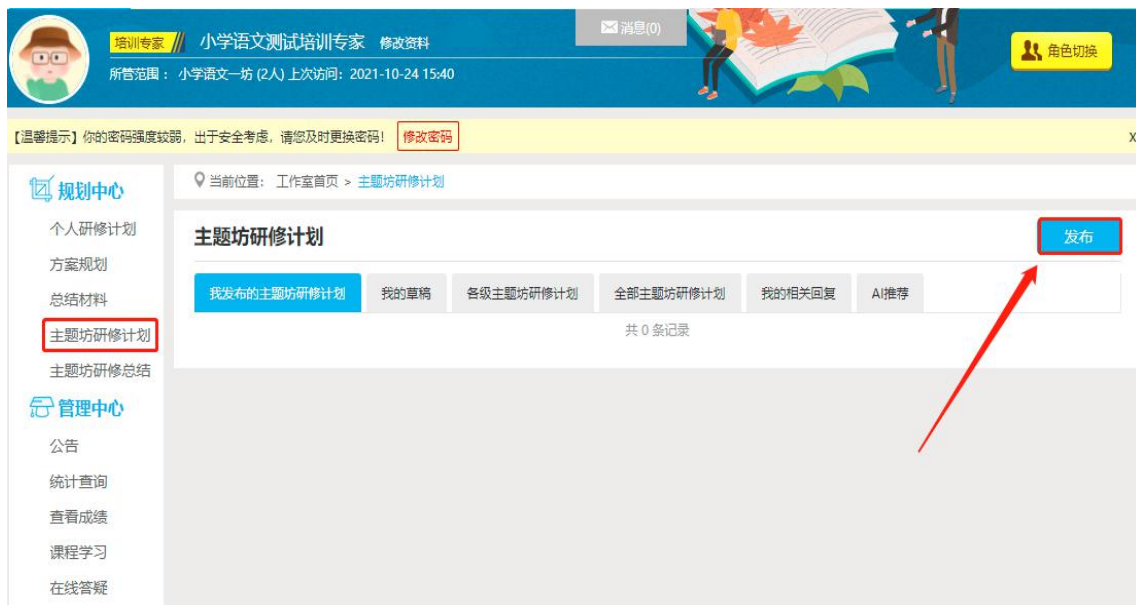 消息(0)
培训专家 小学语文测试培训专家 修改资料
角色切换
所管范围： 小学语文一坊 (2人) 上次访问：2021-10-24 15:40
【温馨提示】你的密码强度较弱，出于安全考虑，请您及时更换密码！ 修改密码 X
规划中心
当前位置： 工作室首页 > 主题坊研修计划
个人研修计划
方案规划
总结材料
主题坊研修计划
主题坊研修总结
主题坊研修计划 发布
我发布的主题坊研修计划 我的草稿 各级主题坊研修计划 全部主题坊研修计划 我的相关回复 AI推荐
共 0 条记录
管理中心
公告
统计查询
查看成绩
课程学习
在线答疑